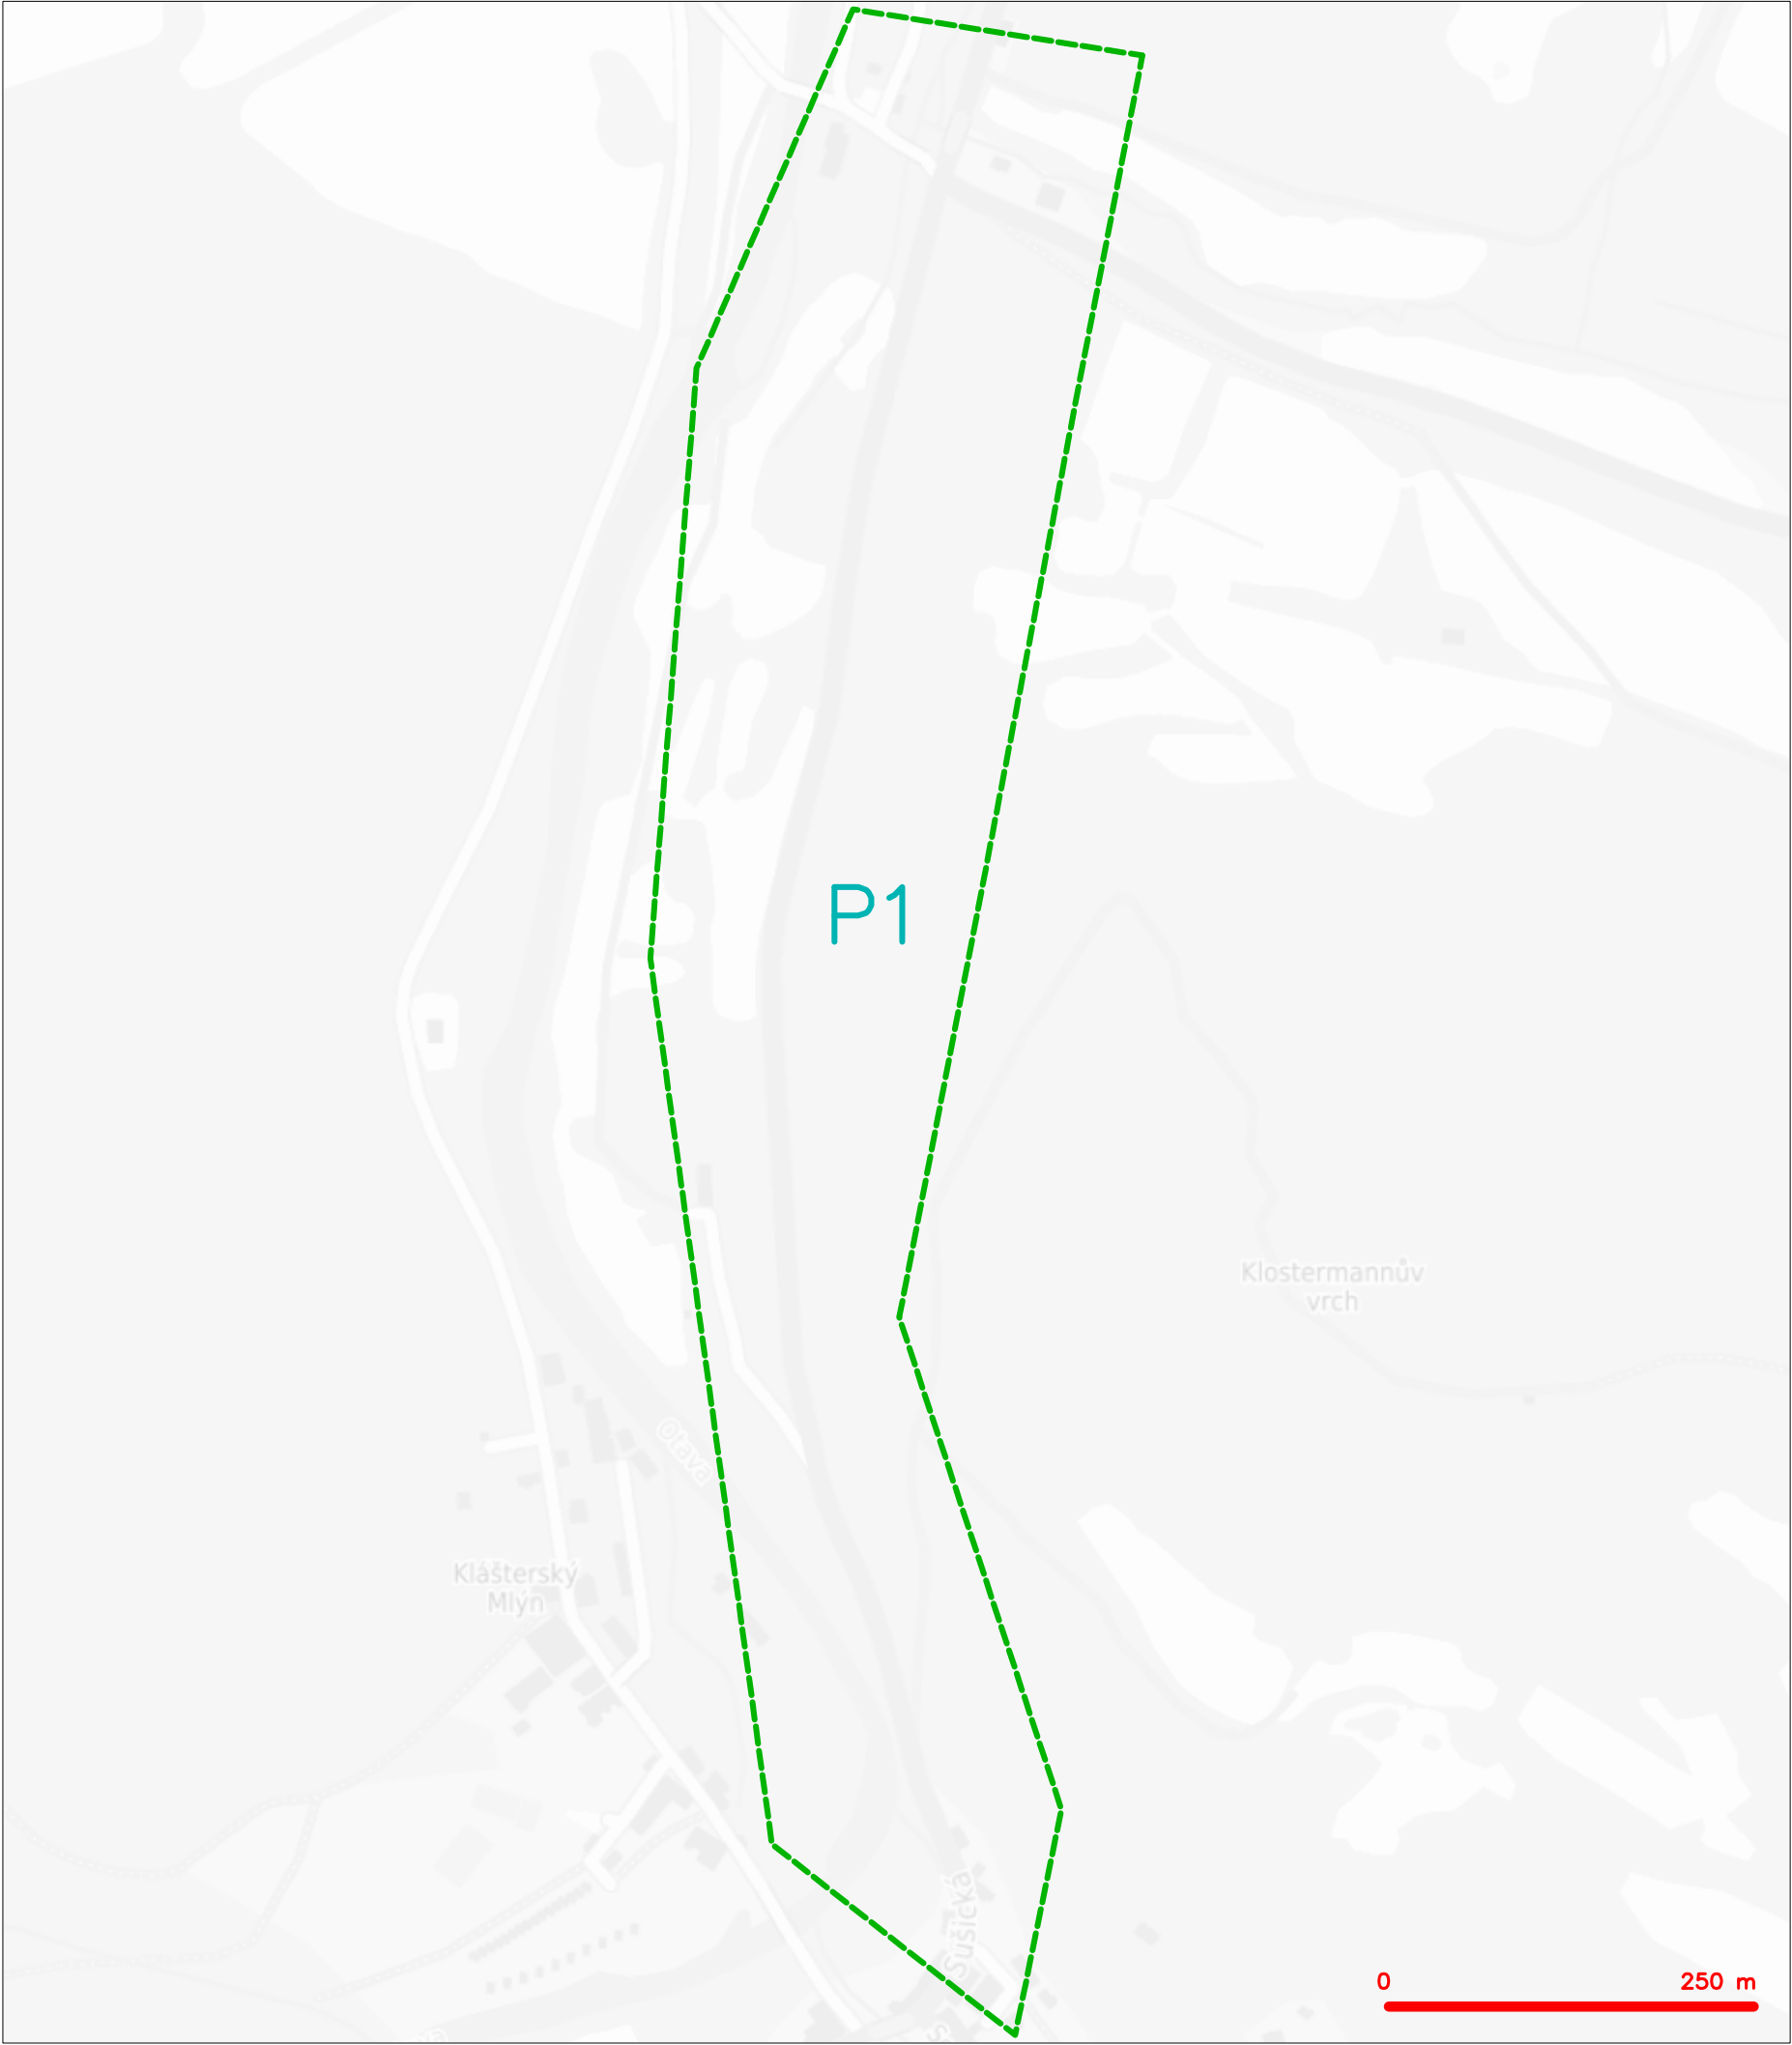 P1
Klostermannův
vrch
Otava
Klášterský
Mlýn
Sušická
0 250 m